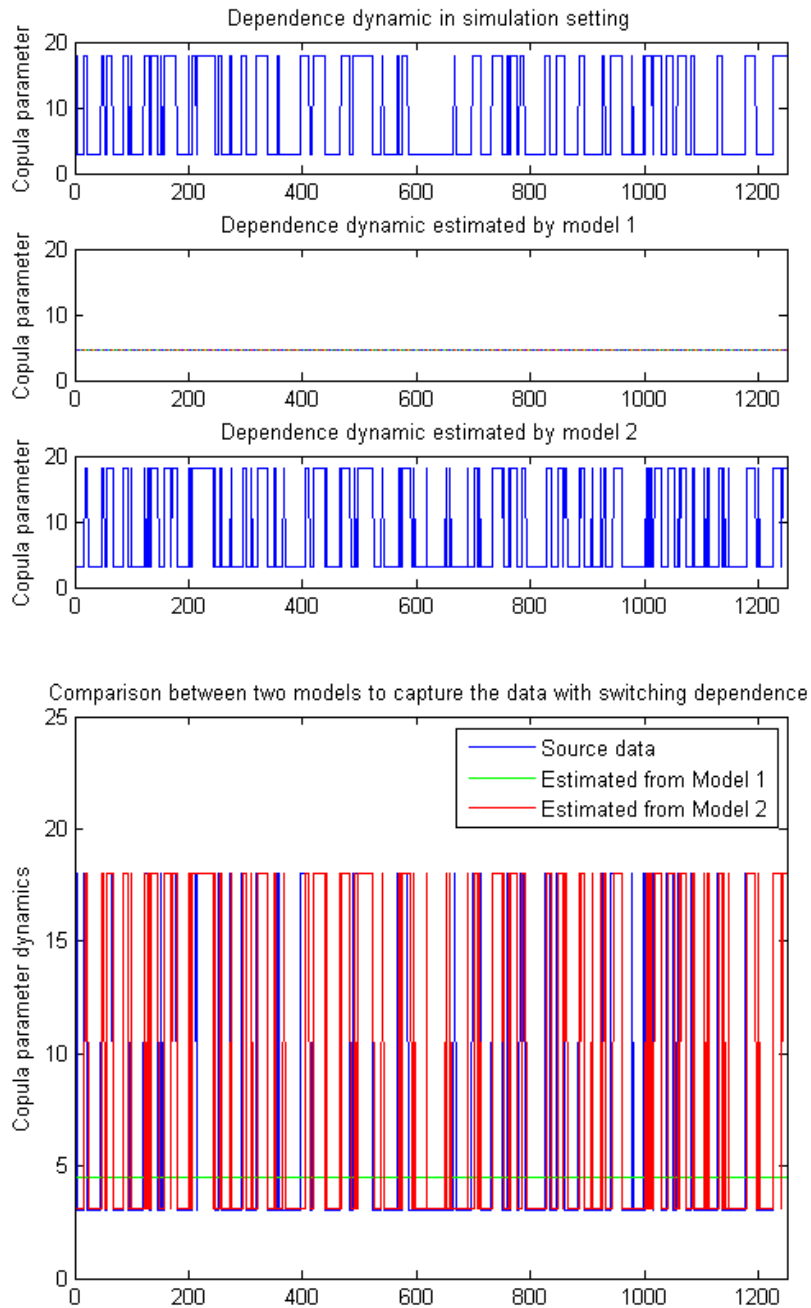 Dependence dynamic in simulation setting
Copula parameter
20
10
0
0 200 400 600 800 1000 1200
Dependence dynamic estimated by model 1
Copula parameter
20
10
0
0 200 400 600 800 1000 1200
Dependence dynamic estimated by model 2
Copula parameter
20
10
0
0 200 400 600 800 1000 1200
Comparison between two models to capture the data with switching dependence
Copula parameter dynamics
25
20
15
10
5
0
Source data
Estimated from Model 1
Estimated from Model 2
0 200 400 600 800 1000 1200